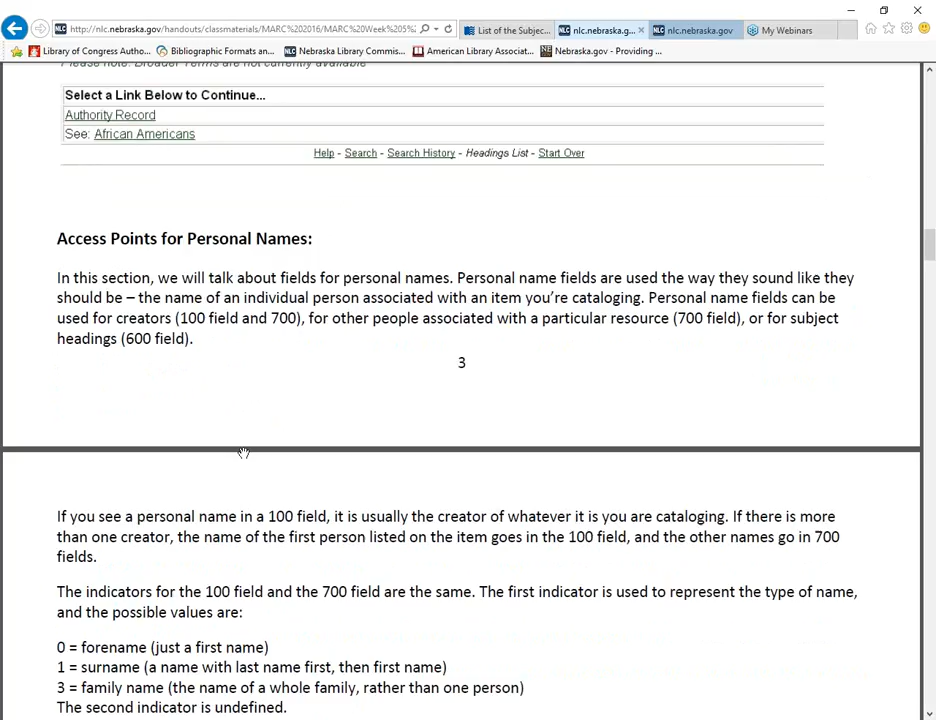 http://nlc.nebraska.gov/handouts/classmaterials/MARC%202016/MARC%20Week%205%2
List of the Subjec...
nlc.nebraska.g...
nlc.nebraska.gov
My Webinars
Library of Congress Autho...
Bibliographic Formats an...
Nebraska Library Commis...
American Library Associat...
Nebraska.gov - Providing ...
Please note: Broader Terms are not currently available
Select a Link Below to Continue...
Authority Record
See: African Americans
Help - Search - Search History - Headings List - Start Over
Access Points for Personal Names:
In this section, we will talk about fields for personal names. Personal name fields are used the way they sound like they
should be – the name of an individual person associated with an item you’re cataloging. Personal name fields can be
used for creators (100 field and 700), for other people associated with a particular resource (700 field), or for subject
headings (600 field).
3
If you see a personal name in a 100 field, it is usually the creator of whatever it is you are cataloging. If there is more
than one creator, the name of the first person listed on the item goes in the 100 field, and the other names go in 700
fields.
The indicators for the 100 field and the 700 field are the same. The first indicator is used to represent the type of name,
and the possible values are:
0 = forename (just a first name)
1 = surname (a name with last name first, then first name)
3 = family name (the name of a whole family, rather than one person)
The second indicator is undefined.